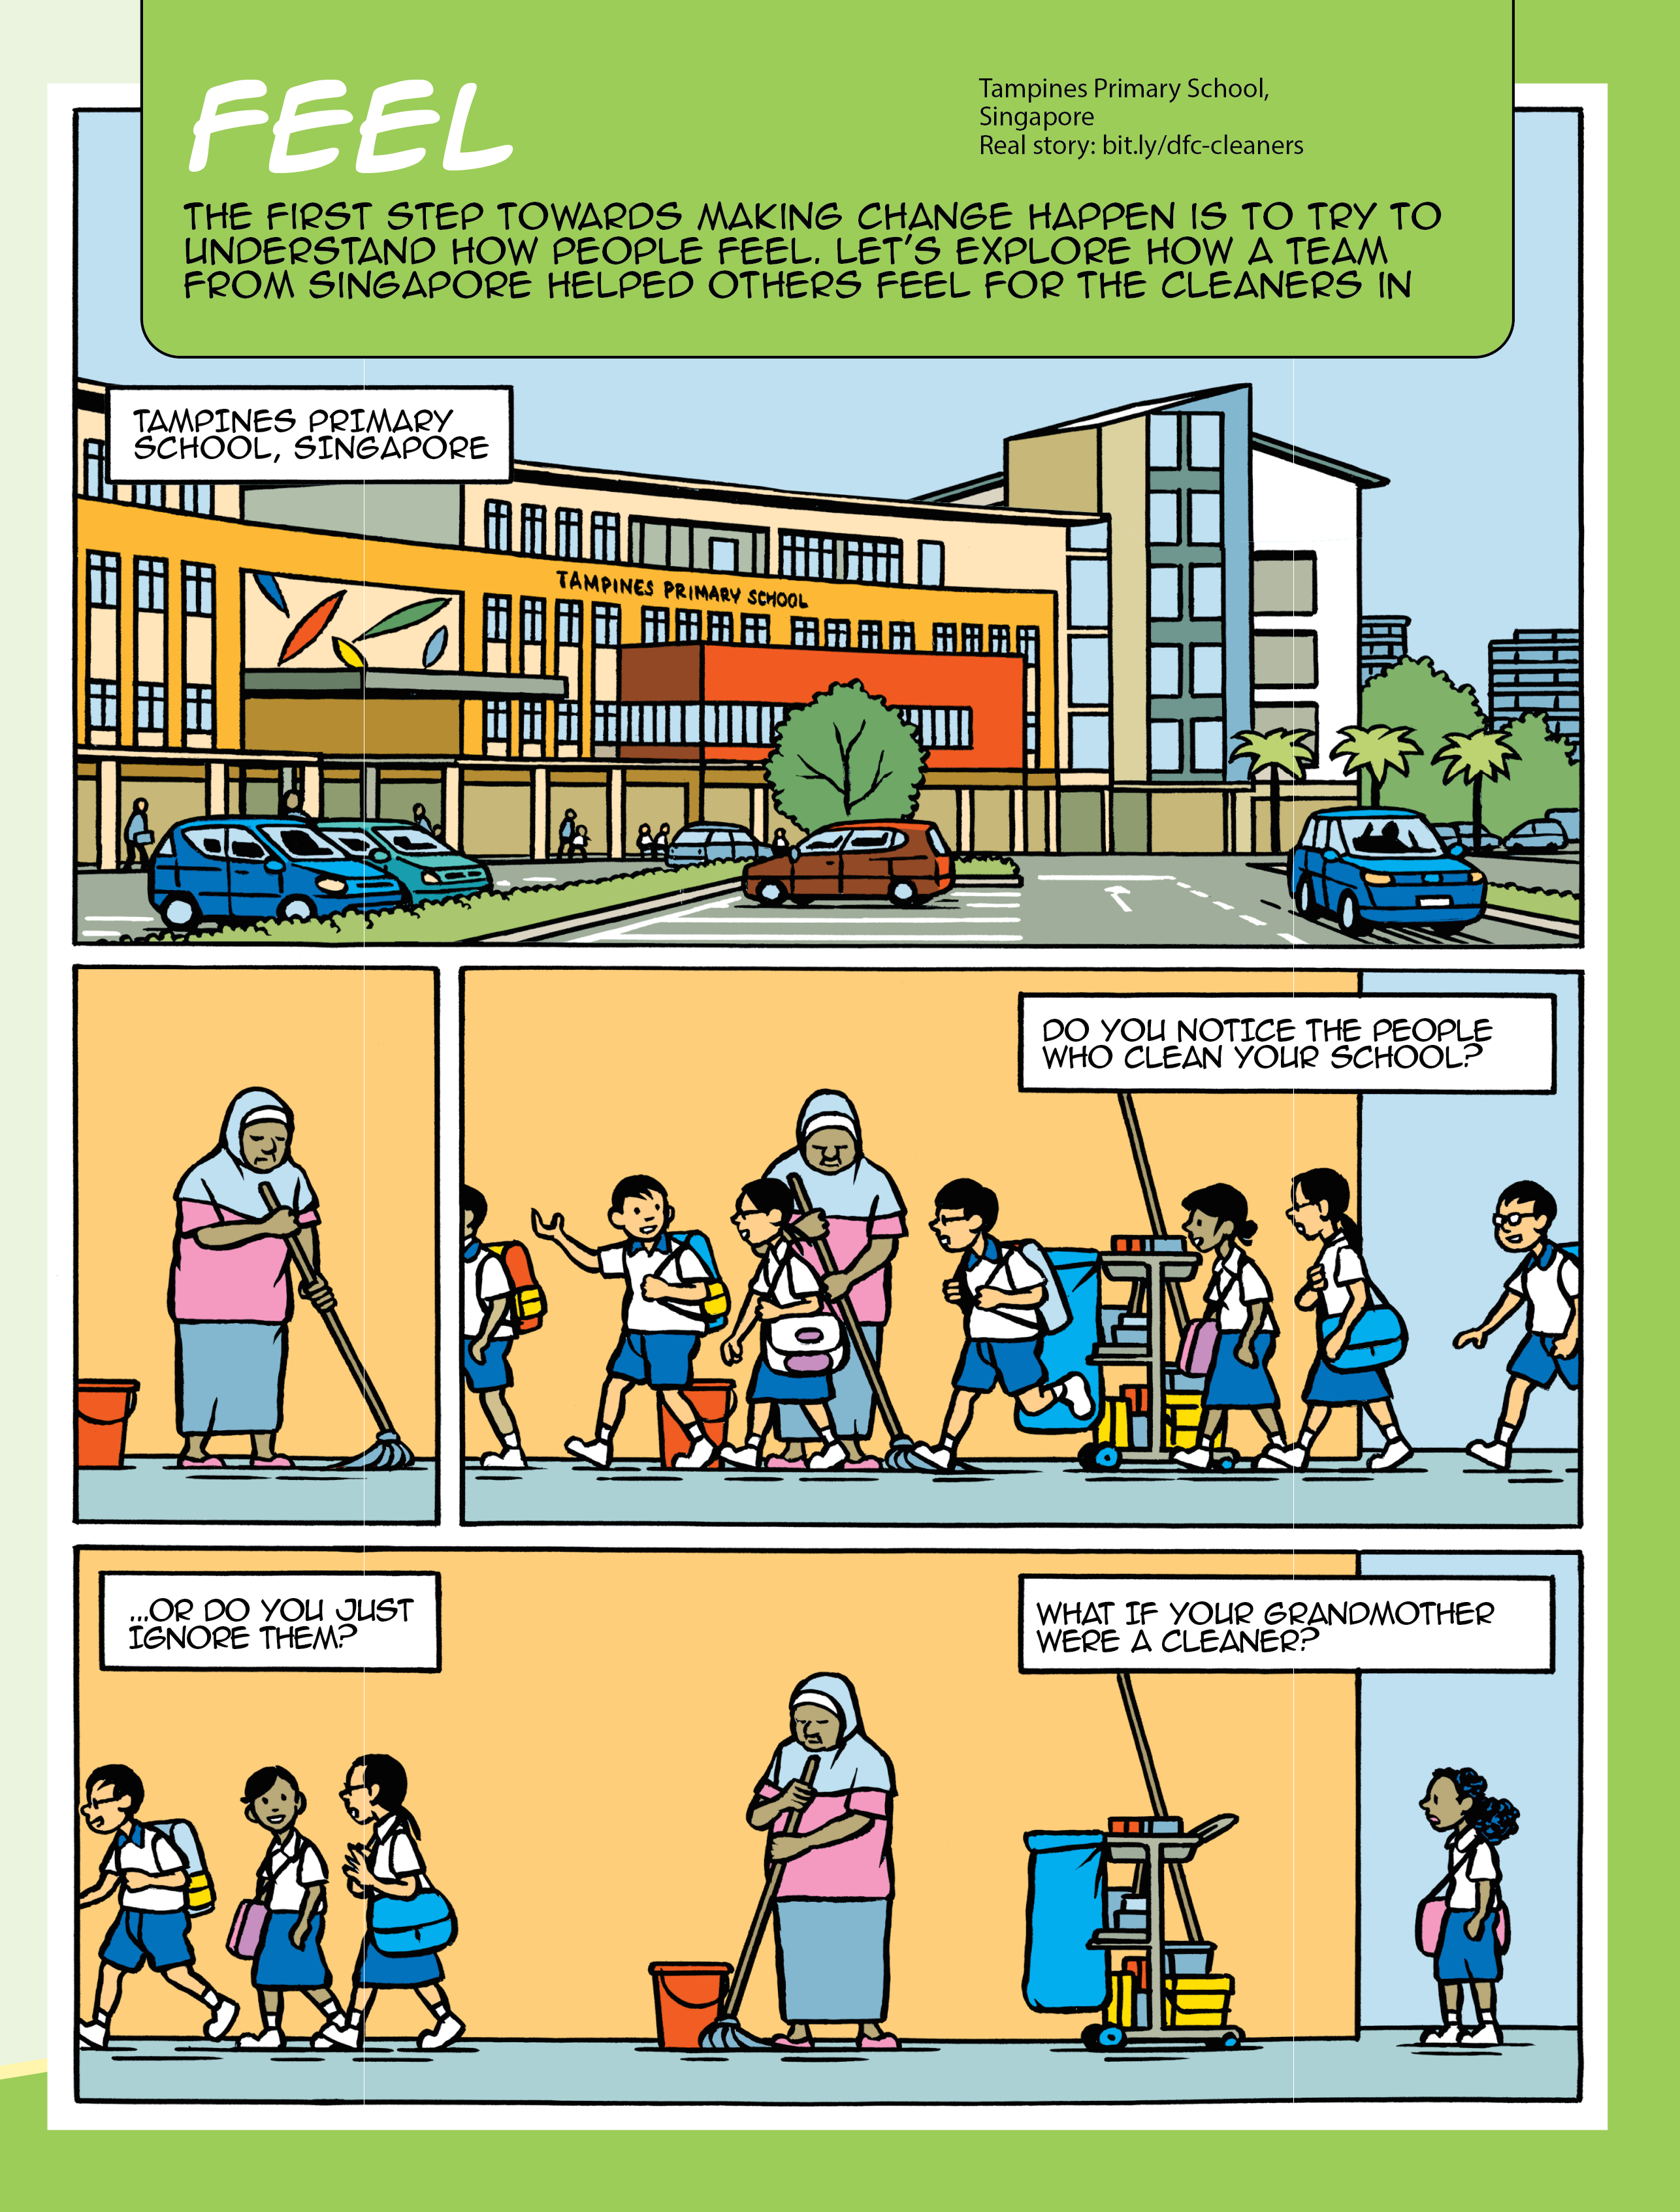 FEEL
Tampines Primary School,
Singapore
Real story: bit.ly/dfc-cleaners
THE FIRST STEP TOWARDS MAKING CHANGE HAPPEN IS TO TRY TO
UNDERSTAND HOW PEOPLE FEEL. LET'S EXPLORE HOW A TEAM
FROM SINGAPORE HELPED OTHERS FEEL FOR THE CLEANERS IN
TAMPINES PRIMARY
SCHOOL, SINGAPORE
TAMPINES PRIMARY SCHOOL
DO YOU NOTICE THE PEOPLE
WHO CLEAN YOUR SCHOOL?
...OR DO YOU JUST
IGNORE THEM?
WHAT IF YOUR GRANDMOTHER
WERE A CLEANER?